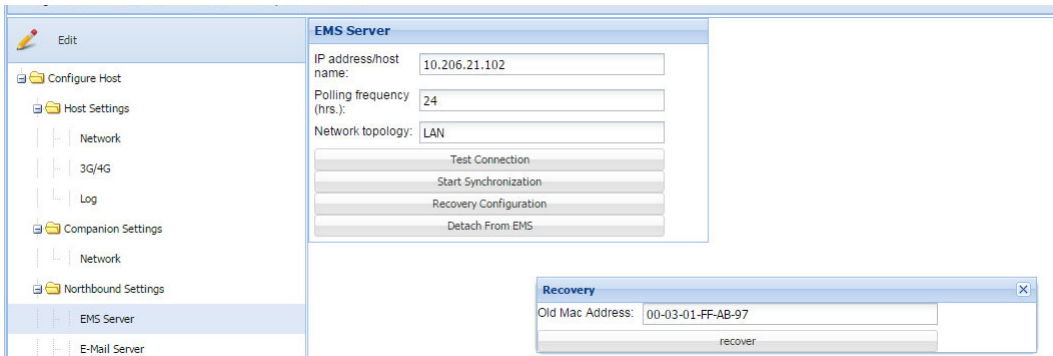 Edit
Configure Host
Host Settings
Network
3G/4G
Log
Companion Settings
Network
Northbound Settings
EMS Server
E-Mail Server
EMS Server
IP address/host name:
10.206.21.102
Polling frequency (hrs.):
24
Network topology:
LAN
Test Connection
Start Synchronization
Recovery Configuration
Detach From EMS
Recovery
Old Mac Address:
00-03-01-FF-AB-97
recover